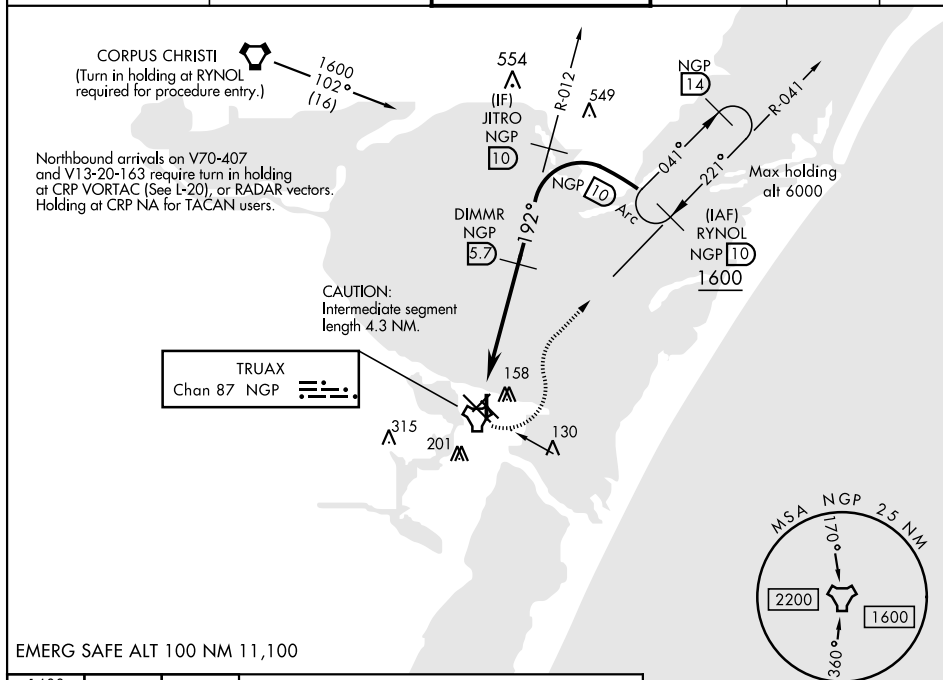 CORPUS CHRISTI
(Turn in holding at RYNOL
required for procedure entry.)
1600
102°
(16)
Northbound arrivals on V70-407
and V13-20-163 require turn in holding
at CRP VORTAC (See L-20), or RADAR vectors.
Holding at CRP NA for TACAN users.
554
549
R-012
(IF)
JITRO
NGP
10
NGP
14
R-041
041°
221°
Max holding
alt 6000
NGP 10 Arc
192°
(IAF)
RYNOL
NGP 10
1600
DIMMR
NGP
5.7
CAUTION:
Intermediate segment
length 4.3 NM.
TRUAX
Chan 87 NGP
158
315
201
130
MSA NGP 25 NM
170°
2200
1600
360°
EMERG SAFE ALT 100 NM 11,100